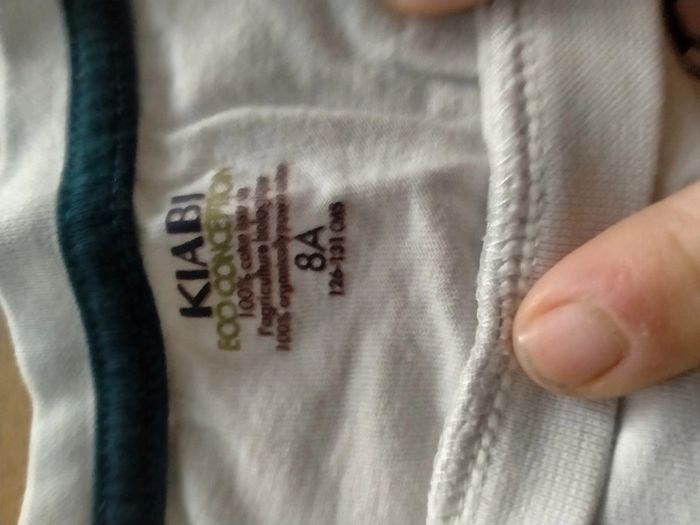 KIABI
ECO CONCEPTION
100% coton issu de
l'agriculture biologique
100% organically grown cotton
8A
126-131 CMS